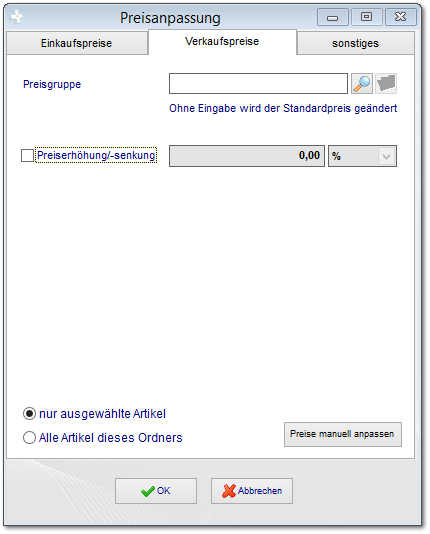 Preisanpassung
Einkaufspreise
Verkaufspreise
sonstiges
Preisgruppe
Ohne Eingabe wird der Standardpreis geändert
Preiserhöhung/-senkung
0,00
%
nur ausgewählte Artikel
Alle Artikel dieses Ordners
Preise manuell anpassen
OK
Abbrechen